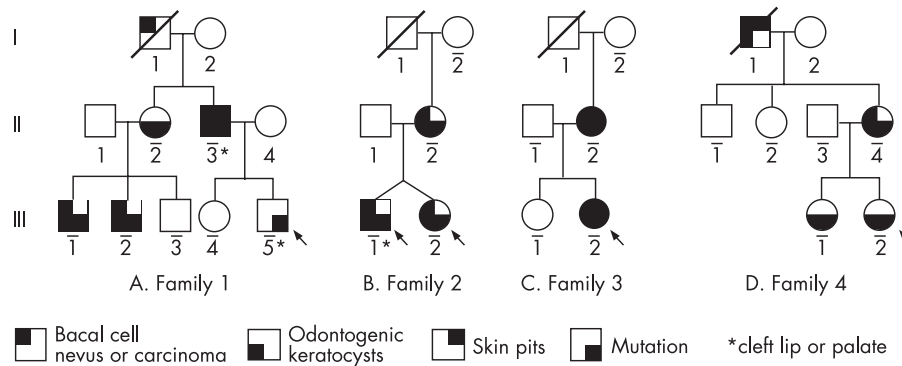 I
1 2 1 2 1 2 1 2
II
1 2 3* 4 1 2 1 2 1 2 3 4
III
1 2 3 4 5* 1* 2 1 2 1 2
A. Family 1 B. Family 2 C. Family 3 D. Family 4
Bacal cell
nevus or carcinoma
Odontogenic
keratocysts
Skin pits
Mutation
*cleft lip or palate